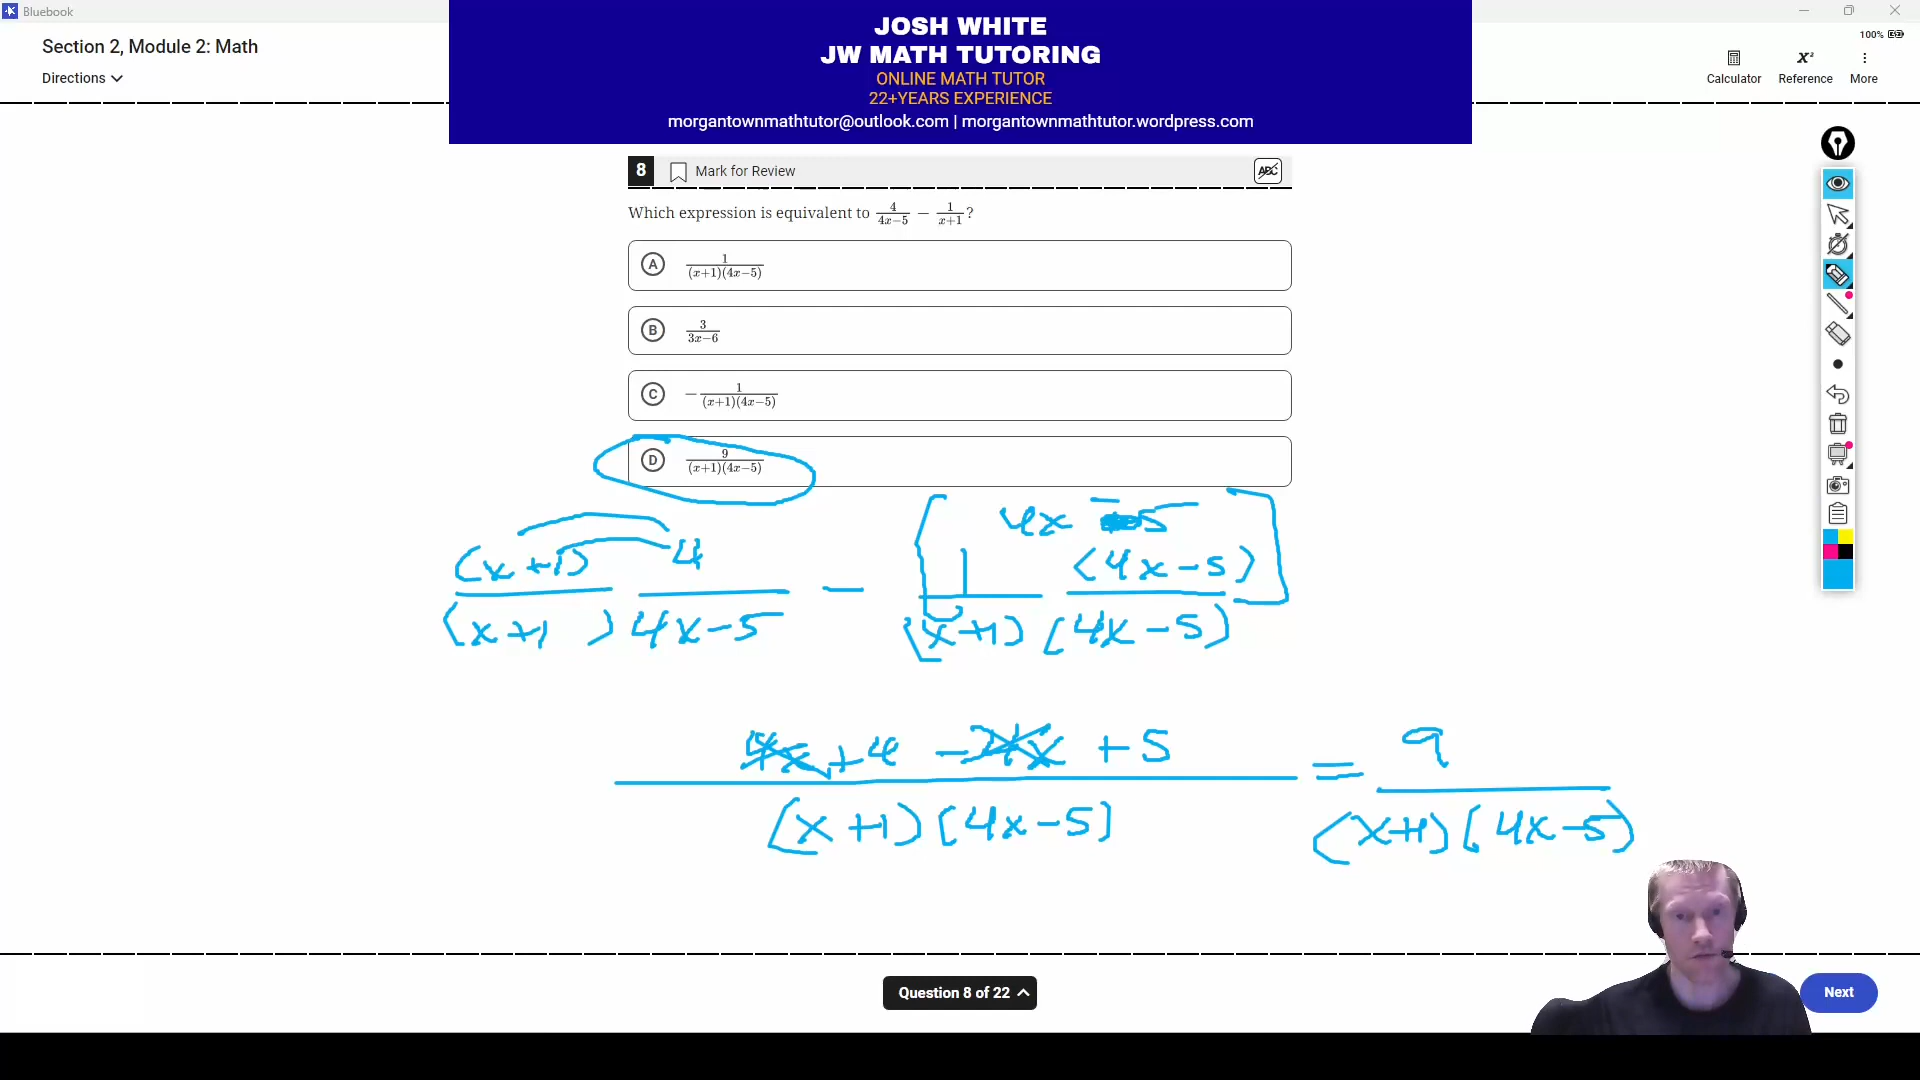 Bluebook
JOSH WHITE
JW MATH TUTORING
ONLINE MATH TUTOR
22+YEARS EXPERIENCE
morgantownmathtutor@outlook.com | morgantownmathtutor.wordpress.com
Section 2, Module 2: Math
Directions
100%
Calculator Reference More
8 Mark for Review ABC
Which expression is equivalent to 4/(4x−5) − 1/(x+1)?
A 1/((x+1)(4x−5))
B 3/(3x−6)
C −1/((x+1)(4x−5))
D 9/((x+1)(4x−5))
4x − 5
(x+1) 4 − 1 (4x−5)
(x+1) 4x−5 (x+1) (4x−5)
4x+4 −4x +5 = 9
(x+1)(4x−5) (x+1)(4x−5)
Question 8 of 22
Next